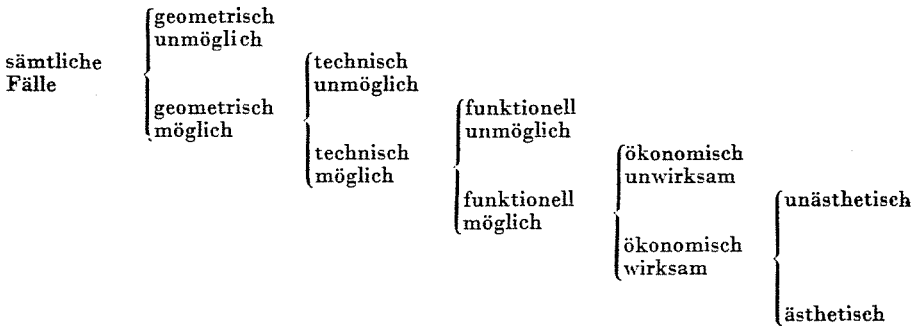 sämtliche
Fälle
geometrisch
unmöglich
geometrisch
möglich
technisch
unmöglich
technisch
möglich
funktionell
unmöglich
funktionell
möglich
ökonomisch
unwirksam
ökonomisch
wirksam
unästhetisch
ästhetisch